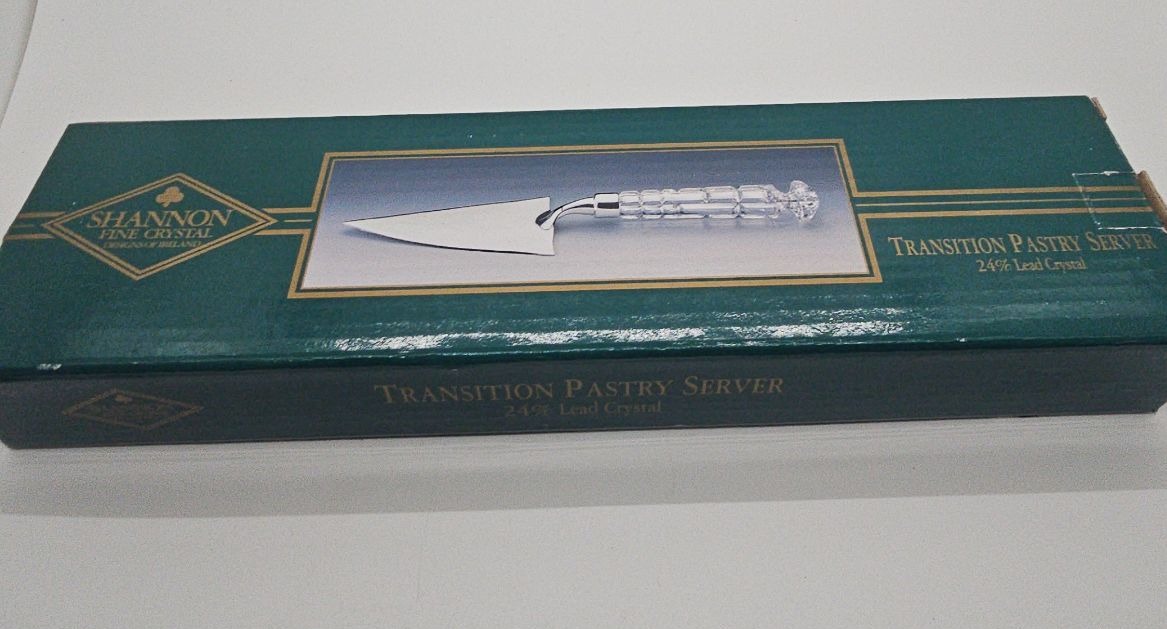 SHANNON
FINE CRYSTAL
DESIGNS OF IRELAND
TRANSITION PASTRY SERVER
24% Lead Crystal
TRANSITION PASTRY SERVER
24% Lead Crystal